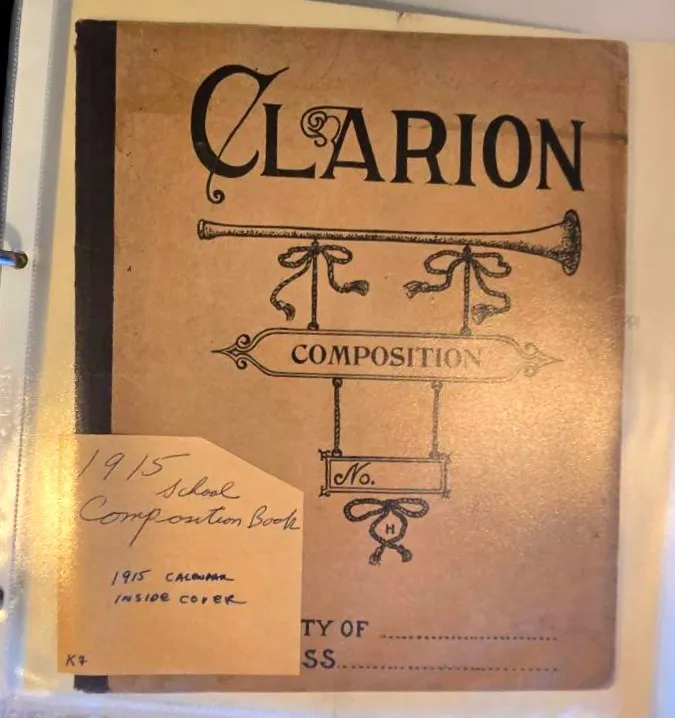 CLARION
COMPOSITION
No.
H
1915
School
Composition Book
1915 CALENDAR
INSIDE COVER
K7
TY OF
SS